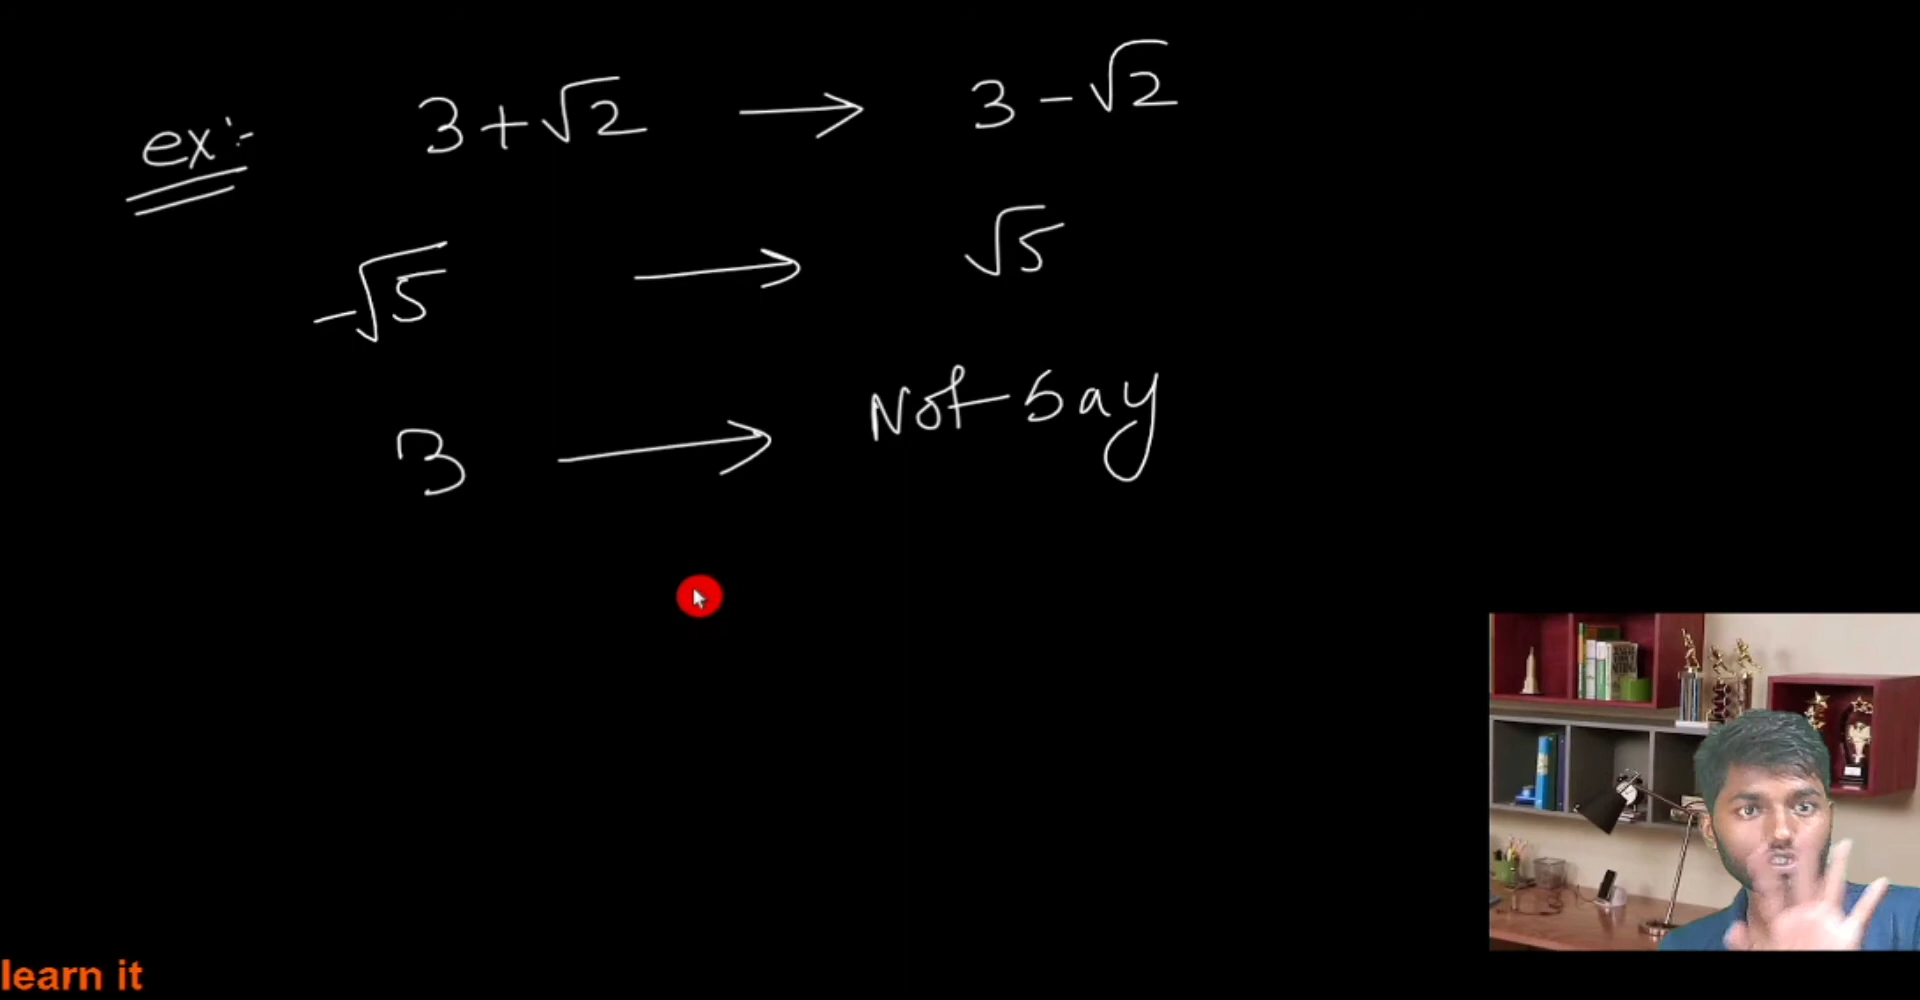 ex:- 3+√2 → 3-√2
-√5 → √5
3 → Not say
learn it